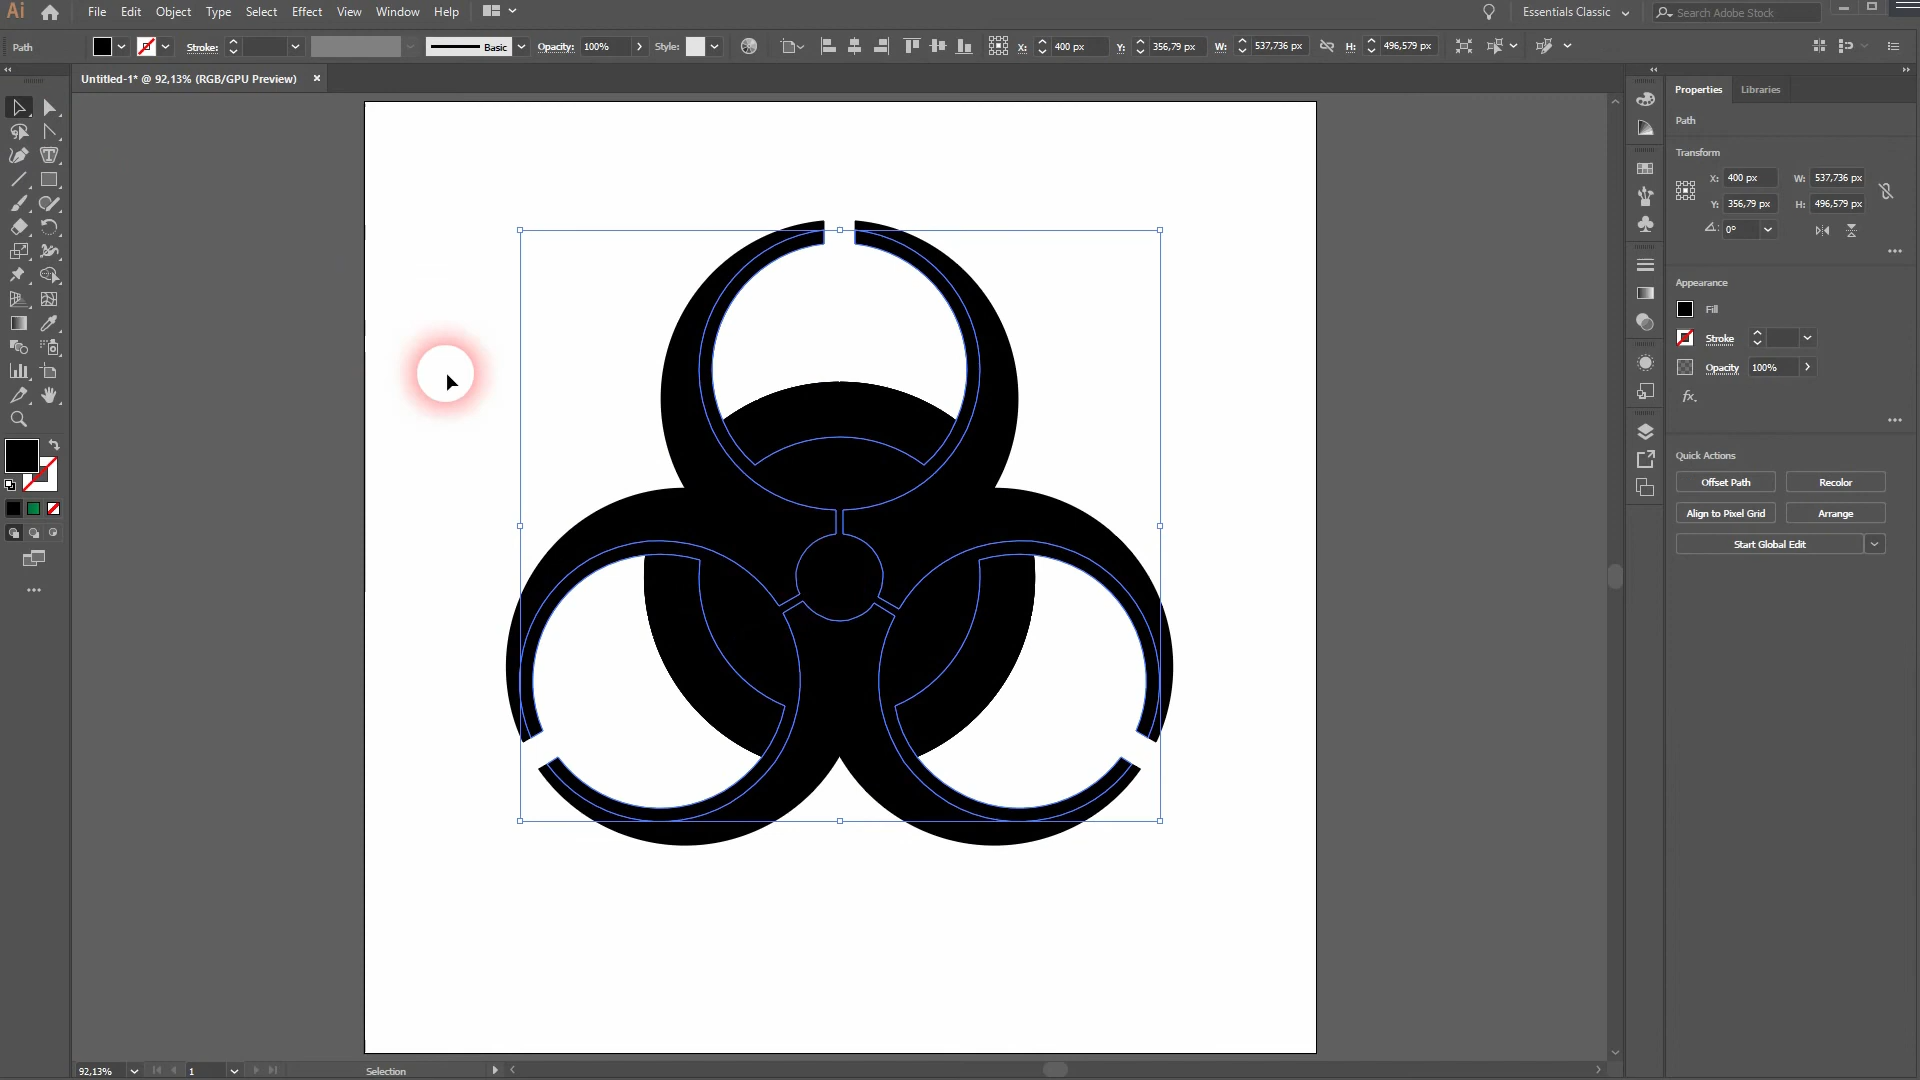 Ai File Edit Object Type Select Effect View Window Help Essentials Classic Search Adobe Stock
Path Stroke: Basic Opacity: 100% Style: X: 400 px Y: 356,79 px W: 537,736 px H: 496,579 px
Untitled-1* @ 92,13% (RGB/GPU Preview)
Properties Libraries
Path
Transform
X: 400 px W: 537,736 px
Y: 356,79 px H: 496,579 px
0°
Appearance
Fill
Stroke
Opacity 100%
fx.
Quick Actions
Offset Path Recolor
Align to Pixel Grid Arrange
Start Global Edit
92,13% 1 Selection